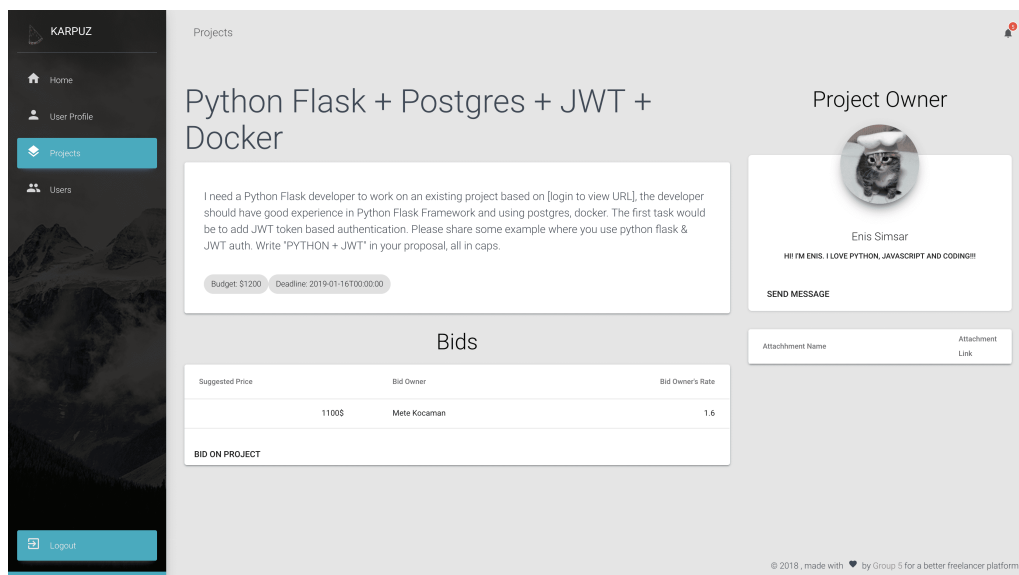 KARPUZ
Home
User Profile
Projects
Users
Logout
Projects
5
Python Flask + Postgres + JWT +
Docker
I need a Python Flask developer to work on an existing project based on [login to view URL], the developer
should have good experience in Python Flask Framework and using postgres, docker. The first task would
be to add JWT token based authentication. Please share some example where you use python flask &
JWT auth. Write "PYTHON + JWT" in your proposal, all in caps.
Budget: $1200 Deadline: 2019-01-16T00:00:00
Bids
Suggested Price Bid Owner Bid Owner's Rate
1100$ Mete Kocaman 1.6
BID ON PROJECT
Project Owner
Enis Simsar
HI! I'M ENIS. I LOVE PYTHON, JAVASCRIPT AND CODING!!!
SEND MESSAGE
Attachhment Name Attachment
Link
© 2018 , made with ♥ by Group 5 for a better freelancer platform